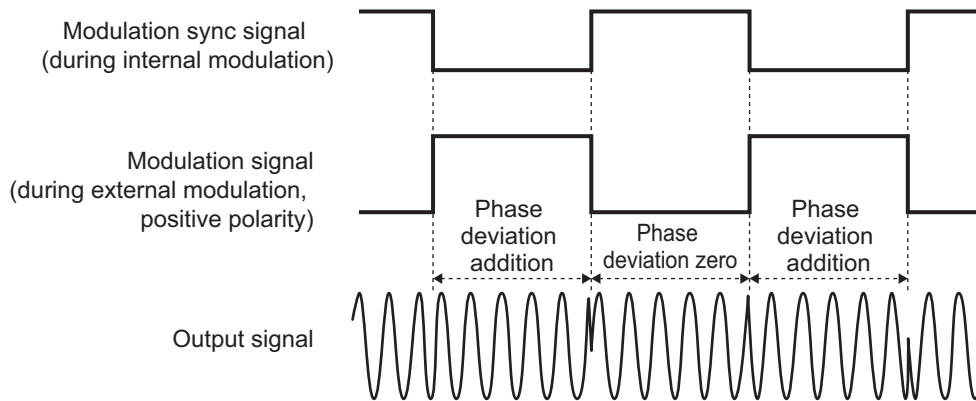 Modulation sync signal
(during internal modulation)
Modulation signal
(during external modulation,
positive polarity)
Phase
deviation
addition
Phase
deviation zero
Phase
deviation
addition
Output signal